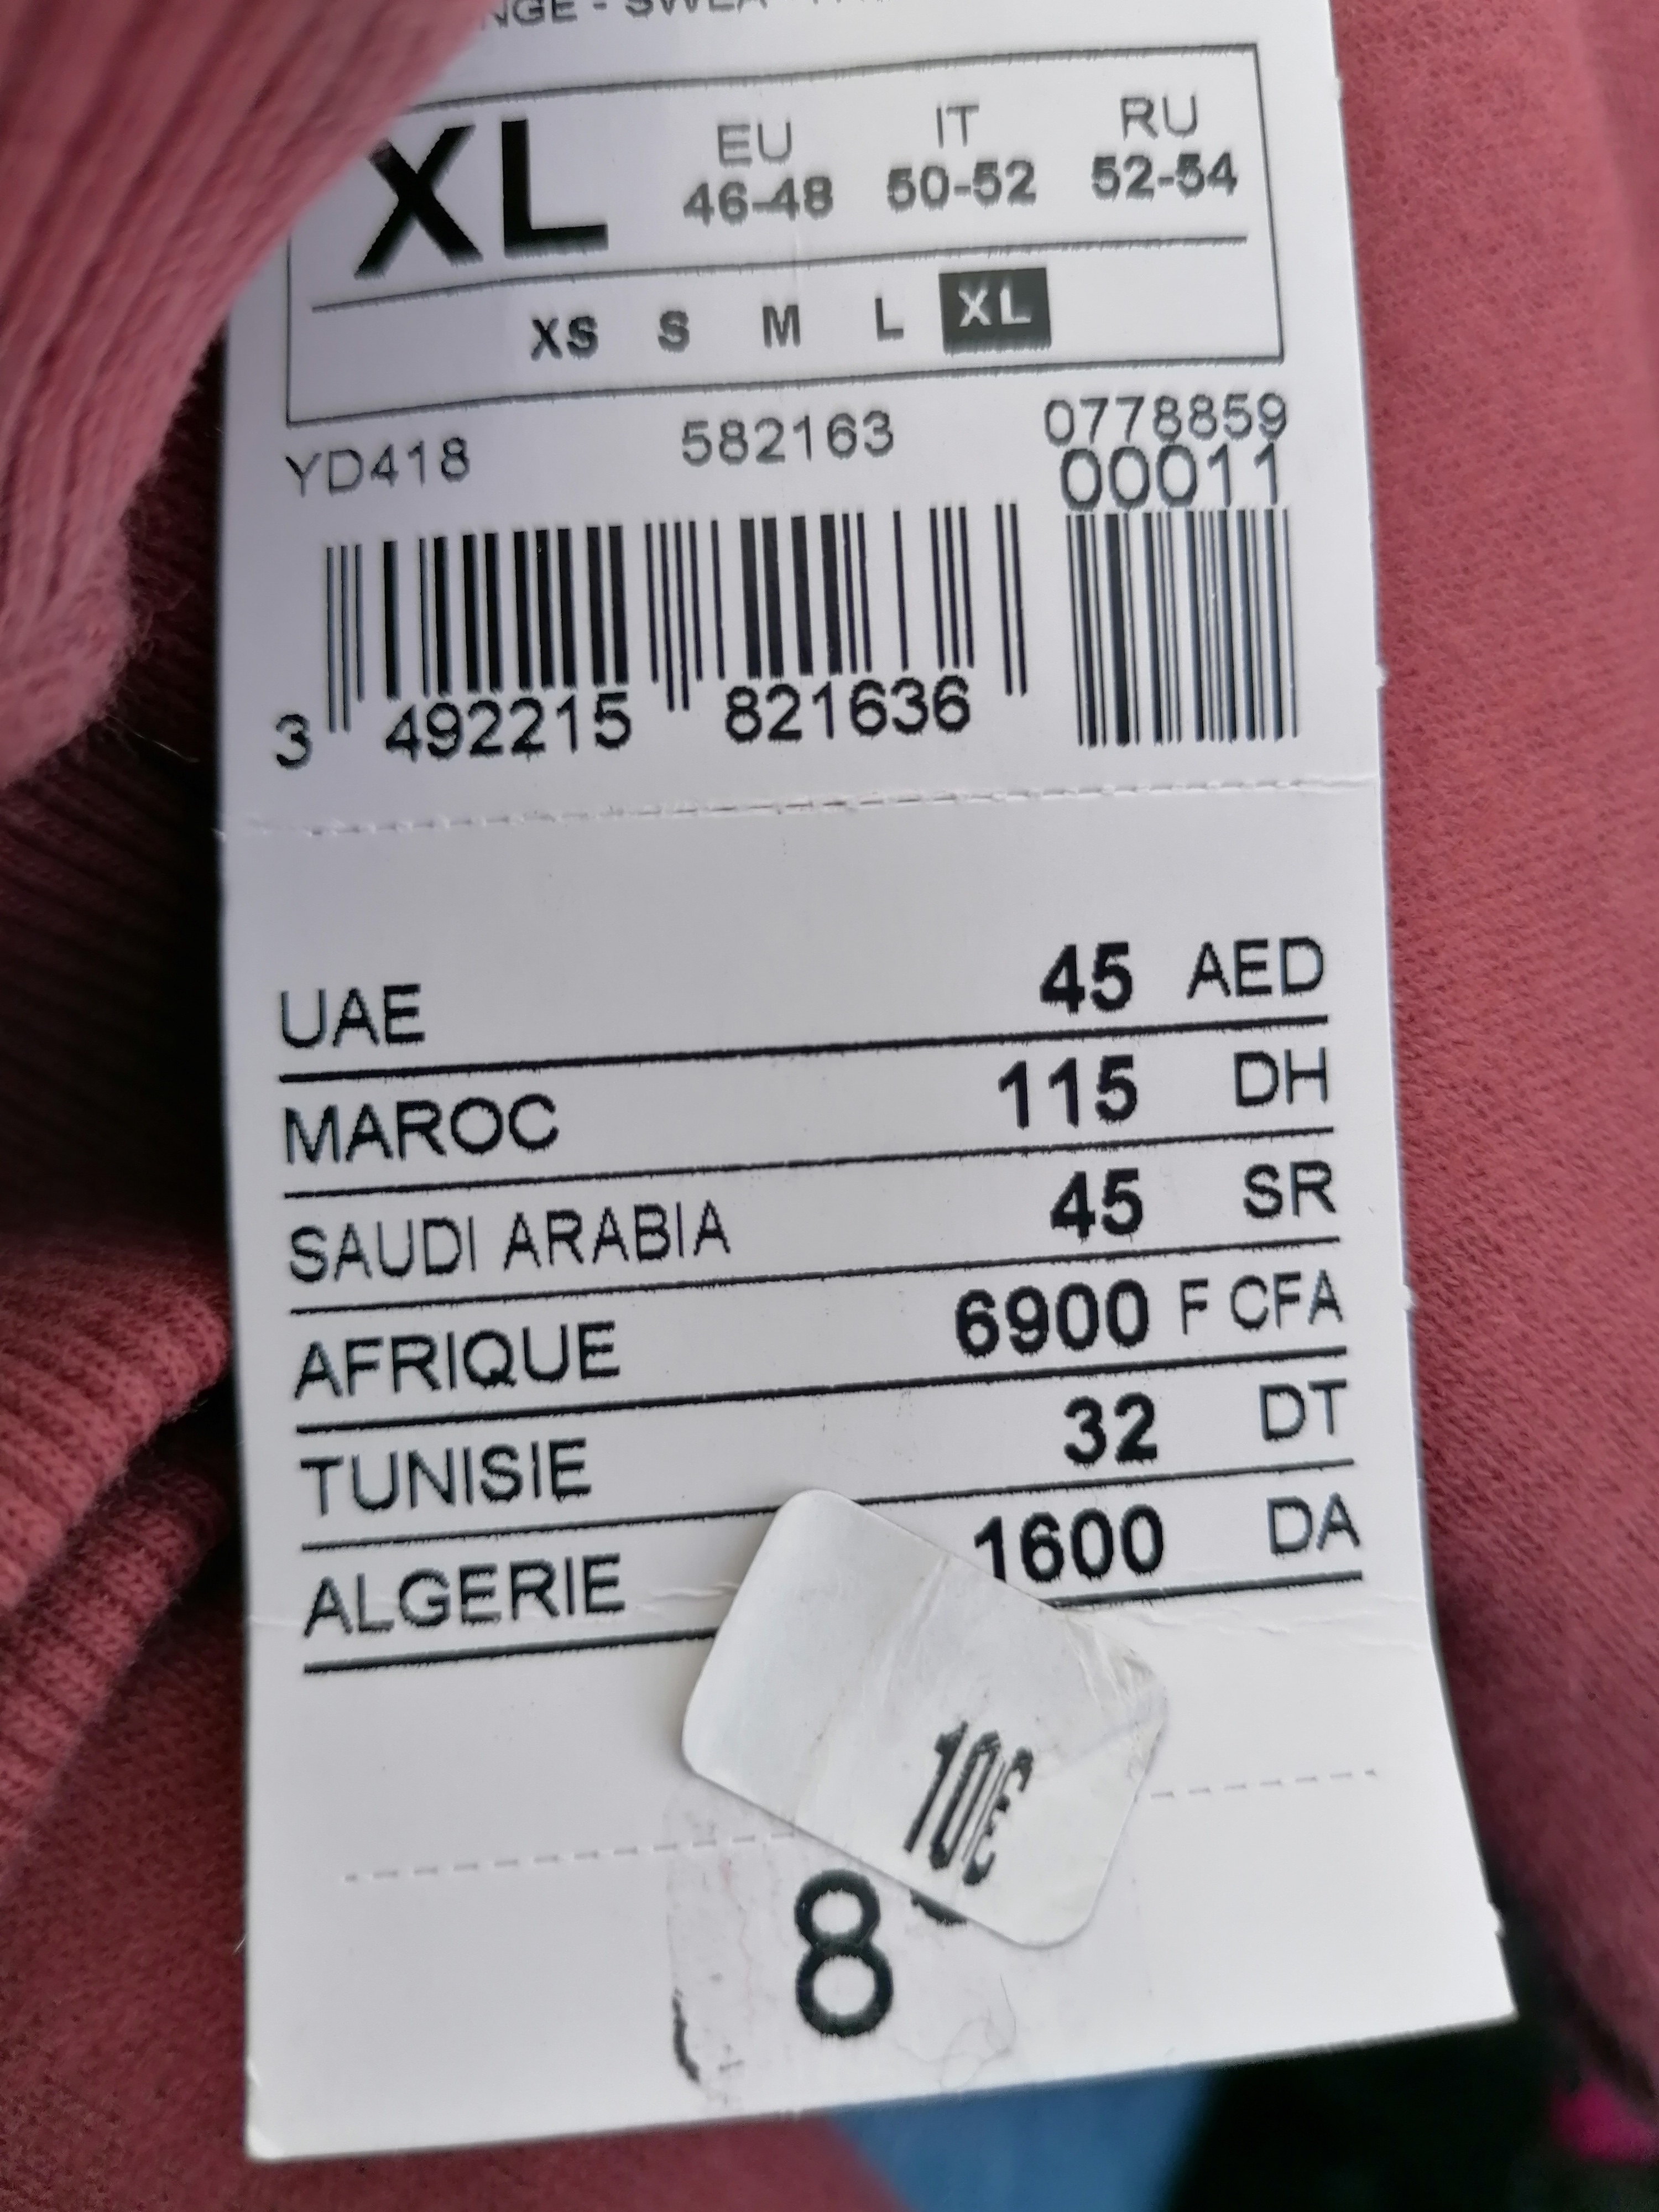 XL
EU IT RU
46-48 50-52 52-54
XS S M L XL
YD418 582163 0778859
00011
3 492215 821636
UAE 45 AED
MAROC 115 DH
SAUDI ARABIA 45 SR
AFRIQUE 6900 F CFA
TUNISIE 32 DT
ALGERIE 1600 DA
10€
8